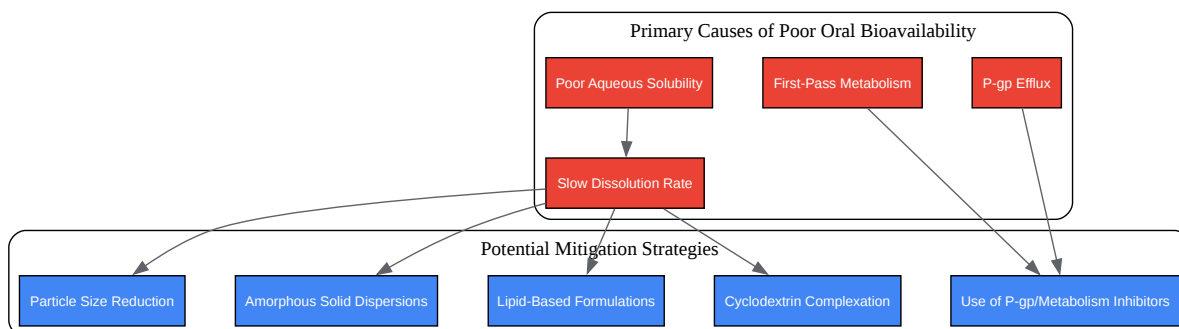 Primary Causes of Poor Oral Bioavailability
Poor Aqueous Solubility
First-Pass Metabolism
P-gp Efflux
Slow Dissolution Rate
Potential Mitigation Strategies
Particle Size Reduction
Amorphous Solid Dispersions
Lipid-Based Formulations
Cyclodextrin Complexation
Use of P-gp/Metabolism Inhibitors